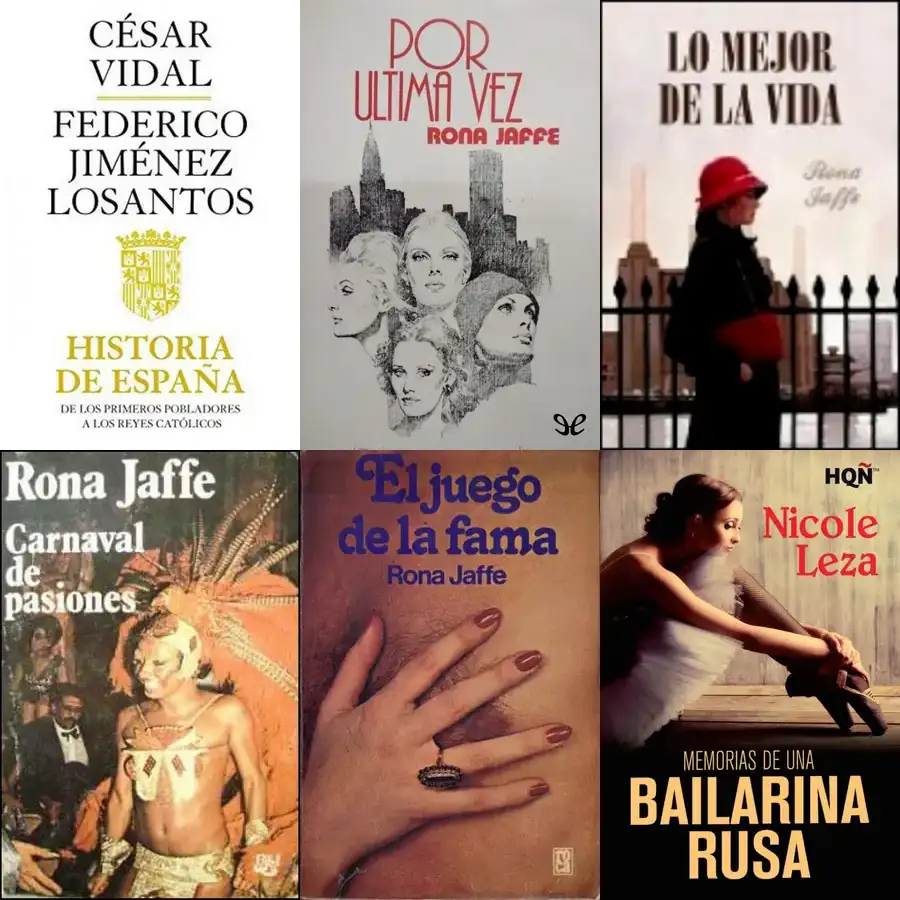 CÉSAR
VIDAL
FEDERICO
JIMÉNEZ
LOSANTOS
HISTORIA
DE ESPAÑA
DE LOS PRIMEROS POBLADORES
A LOS REYES CATÓLICOS
POR
ULTIMA VEZ
RONA JAFFE
LO MEJOR
DE LA VIDA
Rona
Jaffe
Rona Jaffe
Carnaval
de
pasiones
El juego
de la fama
Rona Jaffe
roca
HQÑ™
Nicole
Leza
MEMORIAS DE UNA
BAILARINA
RUSA